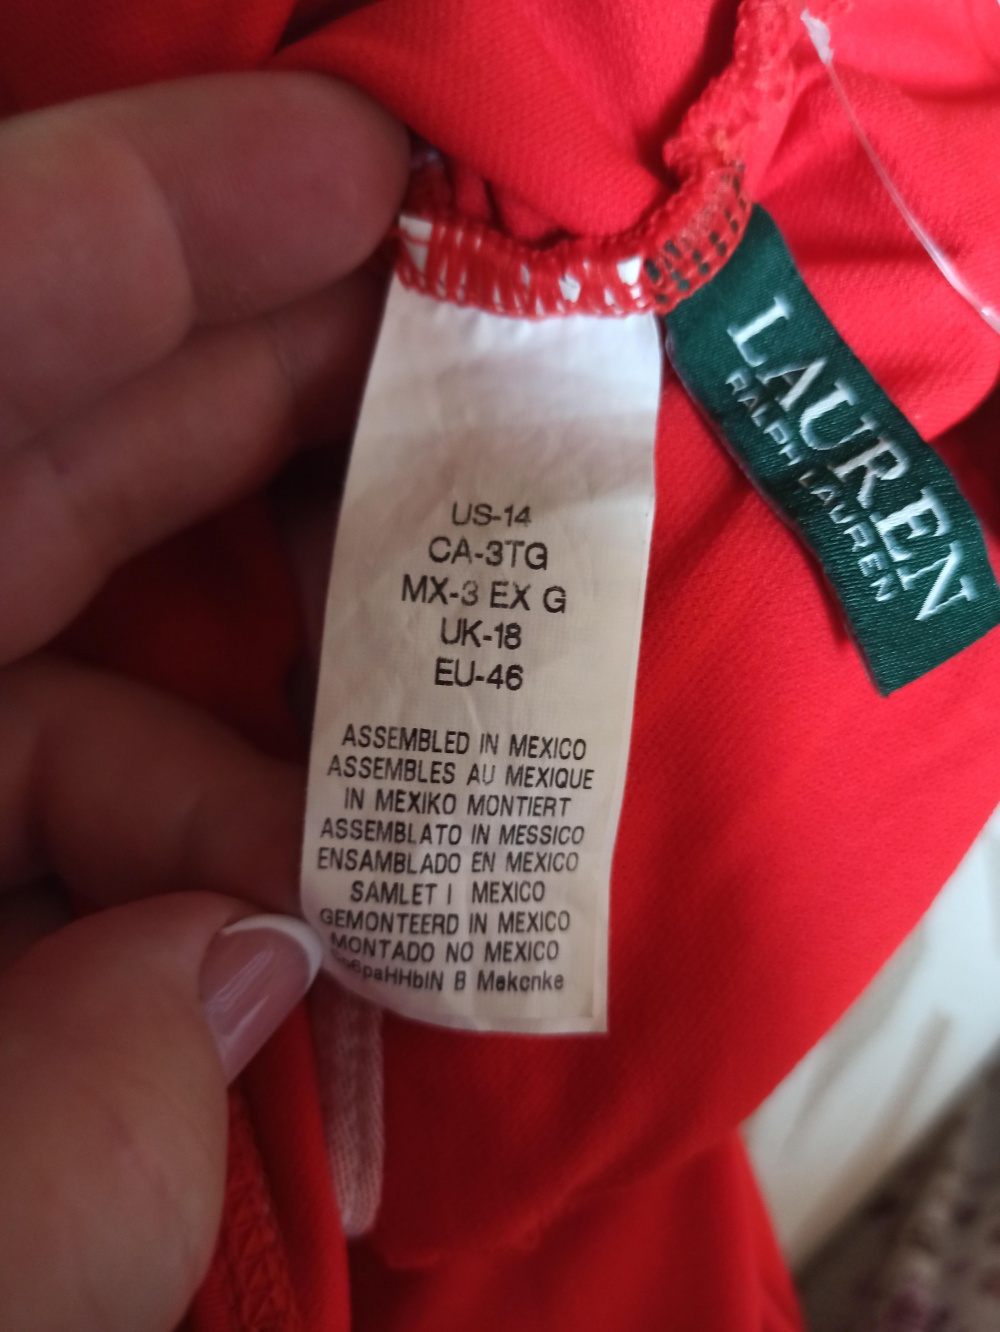 US-14
CA-3TG
MX-3 EX G
UK-18
EU-46
ASSEMBLED IN MEXICO
ASSEMBLES AU MEXIQUE
IN MEXIKO MONTIERT
ASSEMBLATO IN MESSICO
ENSAMBLADO EN MEXICO
SAMLET I MEXICO
GEMONTEERD IN MEXICO
MONTADO NO MEXICO
B Mekcnke
LAUREN
RALPH LAUREN